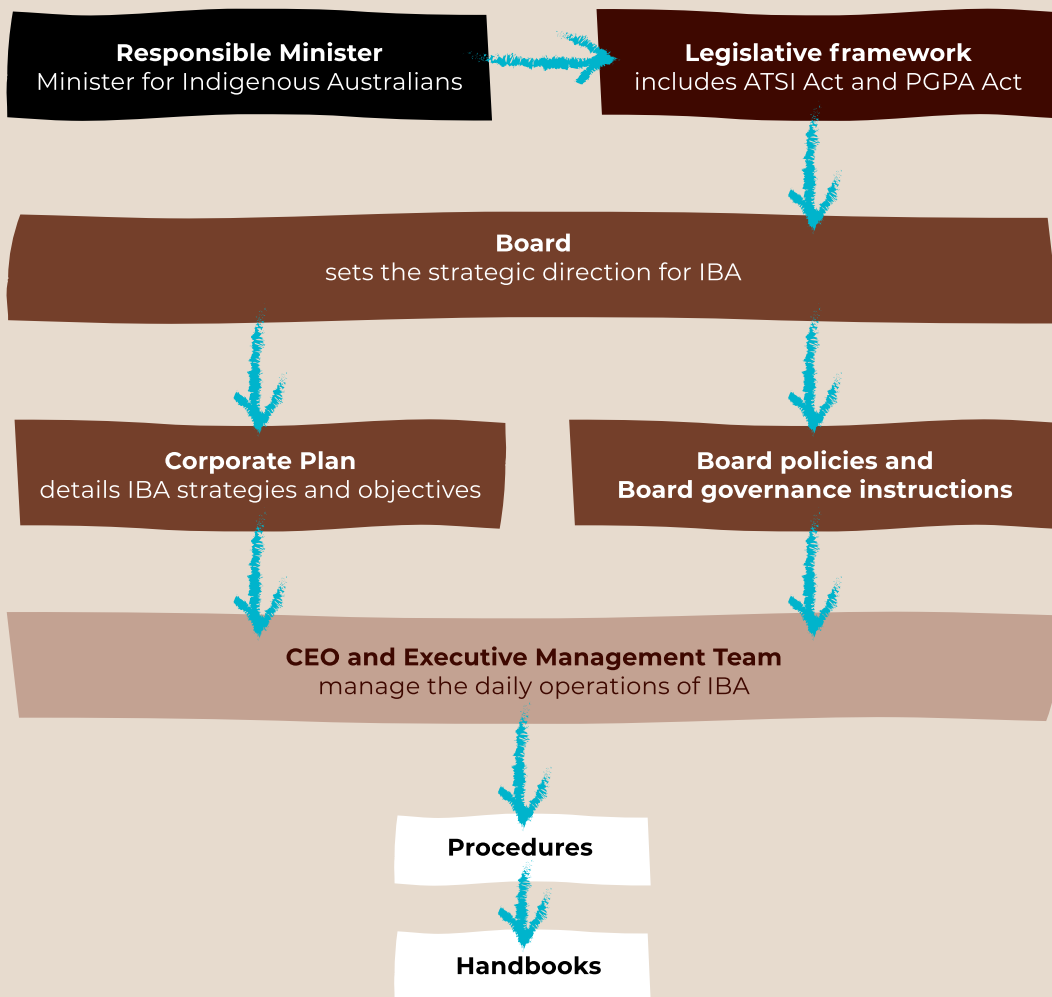 Responsible Minister
Minister for Indigenous Australians
Legislative framework
includes ATSI Act and PGPA Act
Board
sets the strategic direction for IBA
Corporate Plan
details IBA strategies and objectives
Board policies and
Board governance instructions
CEO and Executive Management Team
manage the daily operations of IBA
Procedures
Handbooks